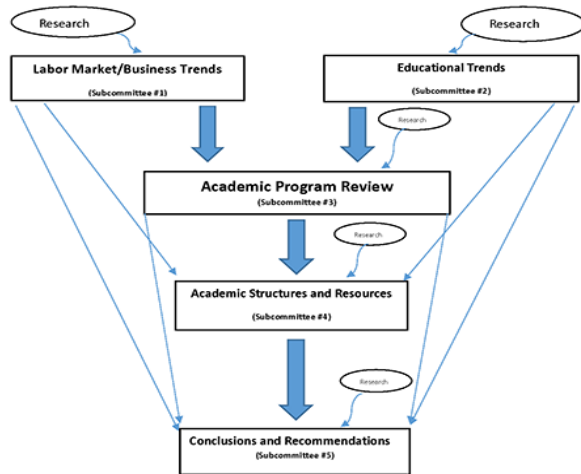 Research
Research
Labor Market/Business Trends
(Subcommittee #1)
Educational Trends
(Subcommittee #2)
Research
Academic Program Review
(Subcommittee #3)
Research
Academic Structures and Resources
(Subcommittee #4)
Research
Conclusions and Recommendations
(Subcommittee #5)